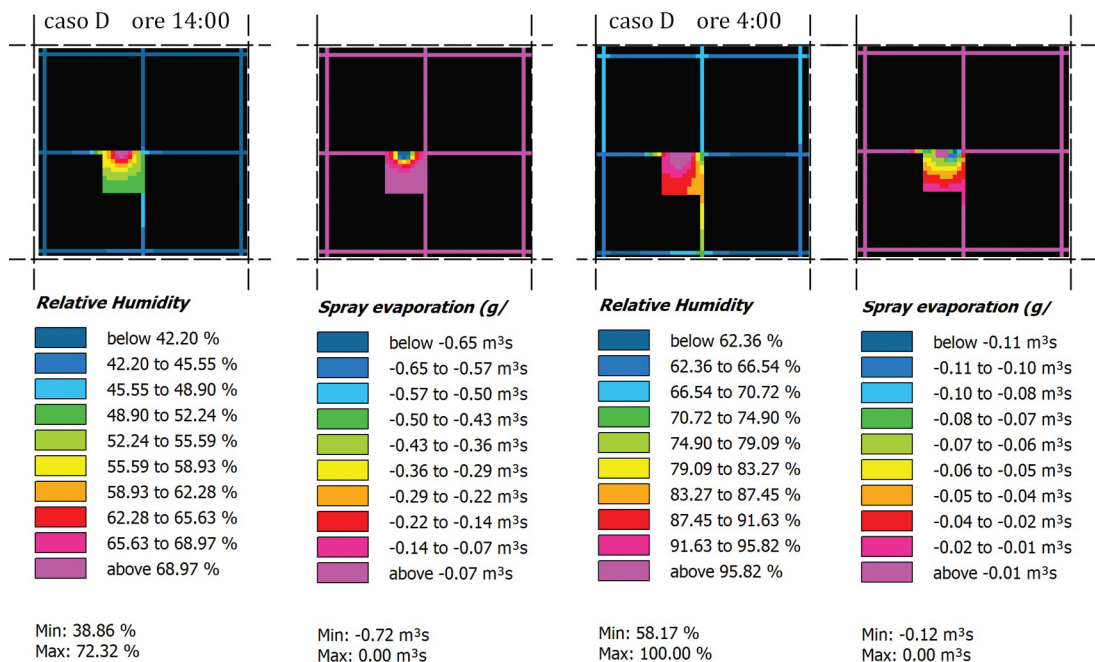 caso D ore 14:00
Relative Humidity
below 42.20 %
42.20 to 45.55 %
45.55 to 48.90 %
48.90 to 52.24 %
52.24 to 55.59 %
55.59 to 58.93 %
58.93 to 62.28 %
62.28 to 65.63 %
65.63 to 68.97 %
above 68.97 %
Min: 38.86 %
Max: 72.32 %
Spray evaporation (g/
below -0.65 m³s
-0.65 to -0.57 m³s
-0.57 to -0.50 m³s
-0.50 to -0.43 m³s
-0.43 to -0.36 m³s
-0.36 to -0.29 m³s
-0.29 to -0.22 m³s
-0.22 to -0.14 m³s
-0.14 to -0.07 m³s
above -0.07 m³s
Min: -0.72 m³s
Max: 0.00 m³s
caso D ore 4:00
Relative Humidity
below 62.36 %
62.36 to 66.54 %
66.54 to 70.72 %
70.72 to 74.90 %
74.90 to 79.09 %
79.09 to 83.27 %
83.27 to 87.45 %
87.45 to 91.63 %
91.63 to 95.82 %
above 95.82 %
Min: 58.17 %
Max: 100.00 %
Spray evaporation (g/
below -0.11 m³s
-0.11 to -0.10 m³s
-0.10 to -0.08 m³s
-0.08 to -0.07 m³s
-0.07 to -0.06 m³s
-0.06 to -0.05 m³s
-0.05 to -0.04 m³s
-0.04 to -0.02 m³s
-0.02 to -0.01 m³s
above -0.01 m³s
Min: -0.12 m³s
Max: 0.00 m³s